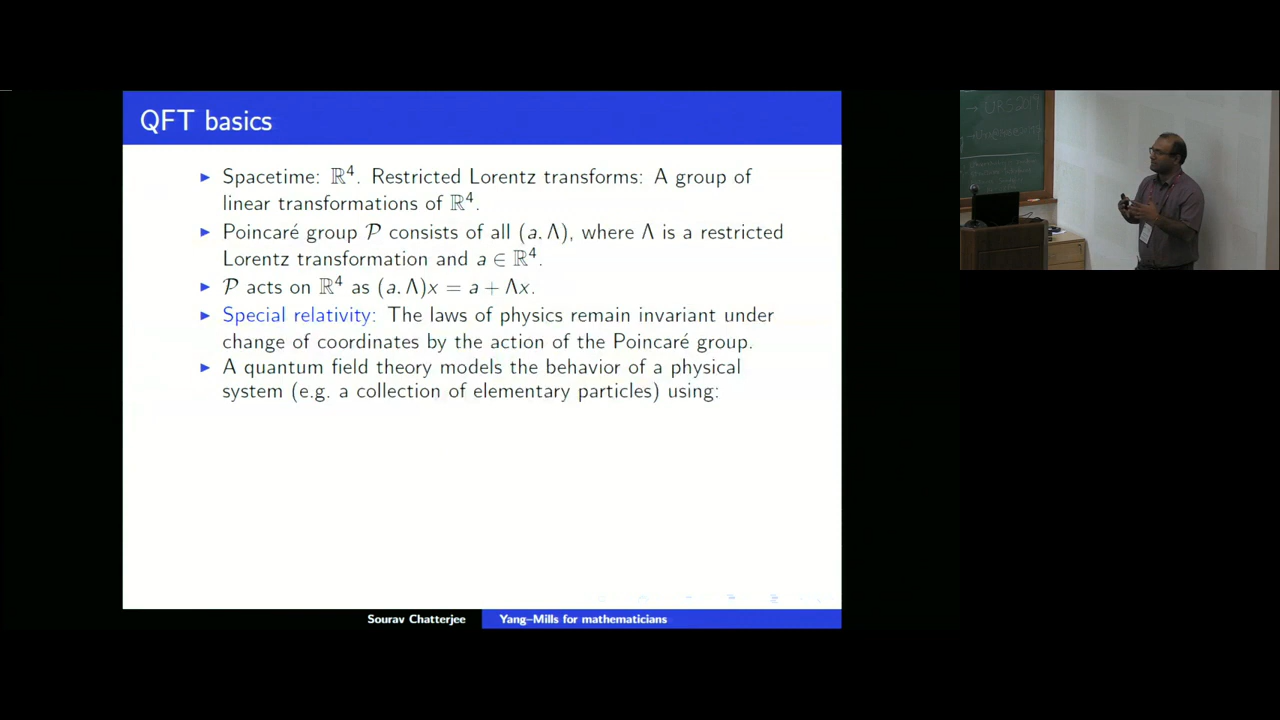 QFT basics
▶ Spacetime: ℝ⁴. Restricted Lorentz transforms: A group of
linear transformations of ℝ⁴.
▶ Poincaré group 𝒫 consists of all (a, Λ), where Λ is a restricted
Lorentz transformation and a ∈ ℝ⁴.
▶ 𝒫 acts on ℝ⁴ as (a, Λ)x = a + Λx.
▶ Special relativity: The laws of physics remain invariant under
change of coordinates by the action of the Poincaré group.
▶ A quantum field theory models the behavior of a physical
system (e.g. a collection of elementary particles) using:
Sourav Chatterjee
Yang–Mills for mathematicians